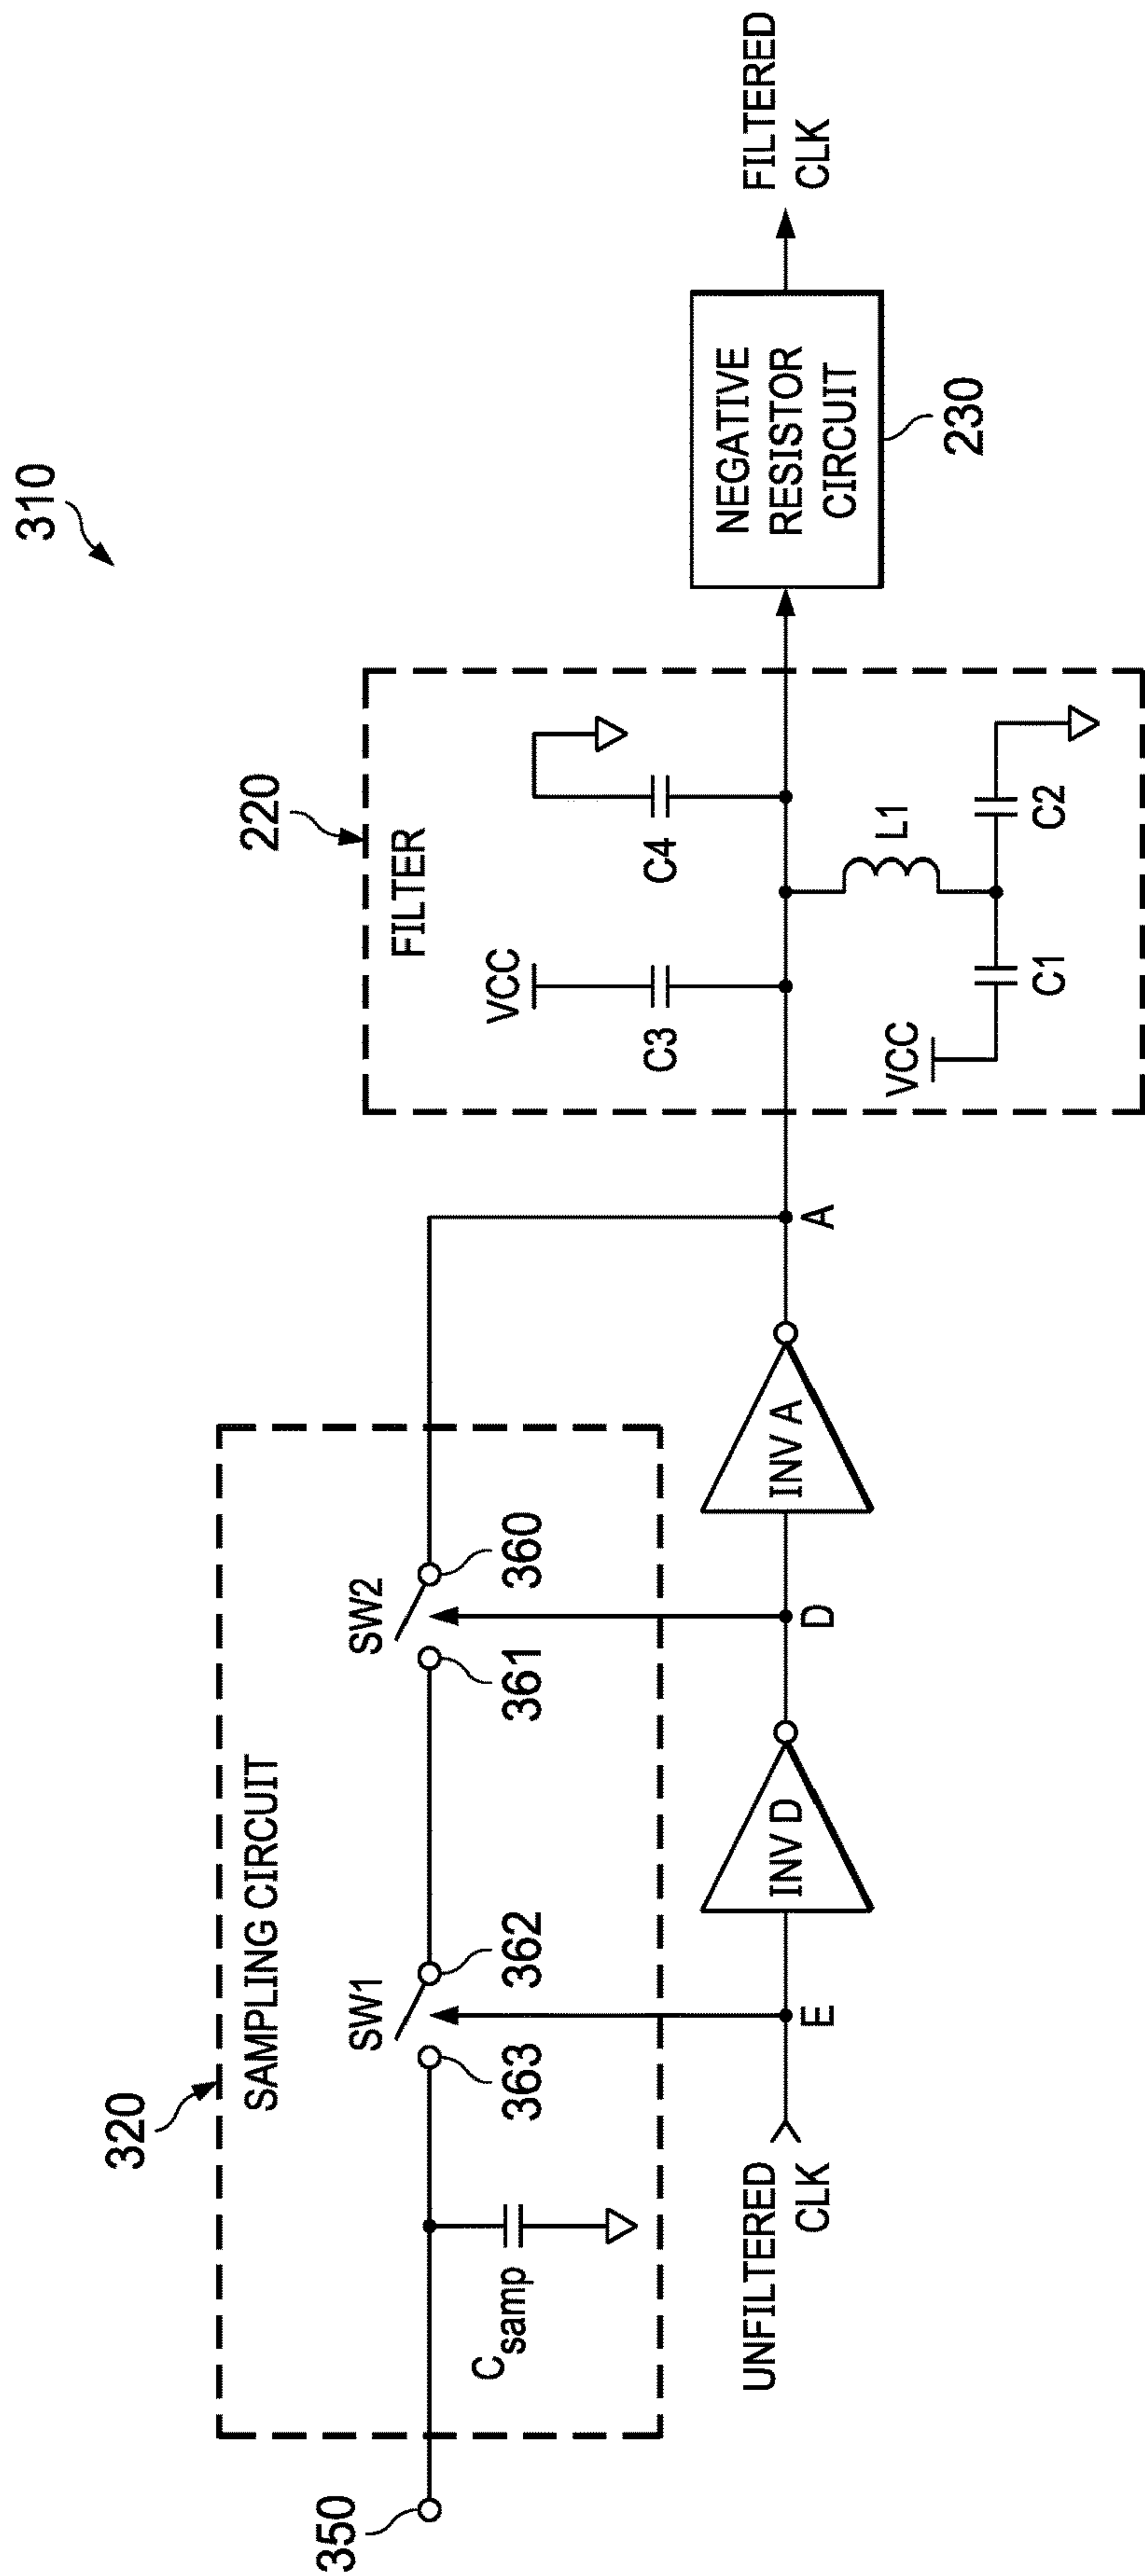 310
320
SAMPLING CIRCUIT
350
C samp
SW1
363
362
SW2
361
360
UNFILTERED
CLK
E
INV D
D
INV A
A
220
FILTER
VCC
C3
C4
VCC
C1
L1
C2
NEGATIVE
RESISTOR
CIRCUIT
230
FILTERED
CLK